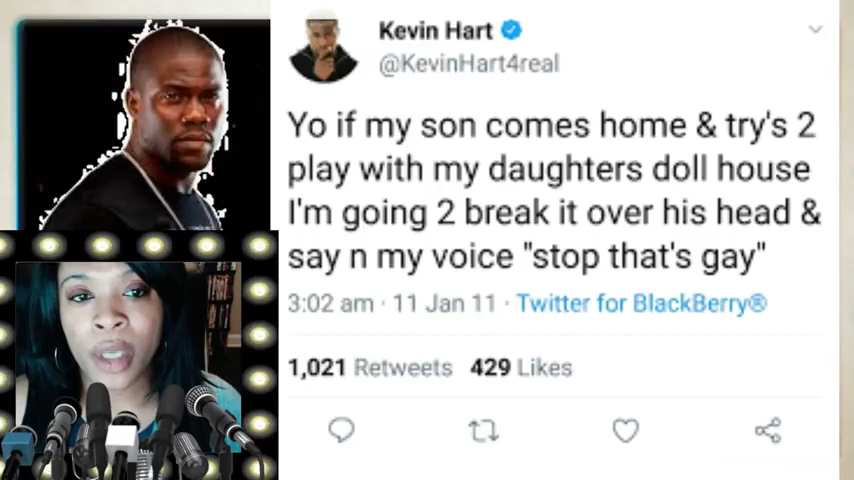 Kevin Hart
@KevinHart4real
Yo if my son comes home & try's 2
play with my daughters doll house
I'm going 2 break it over his head &
say n my voice "stop that's gay"
3:02 am · 11 Jan 11 · Twitter for BlackBerry®
1,021 Retweets 429 Likes